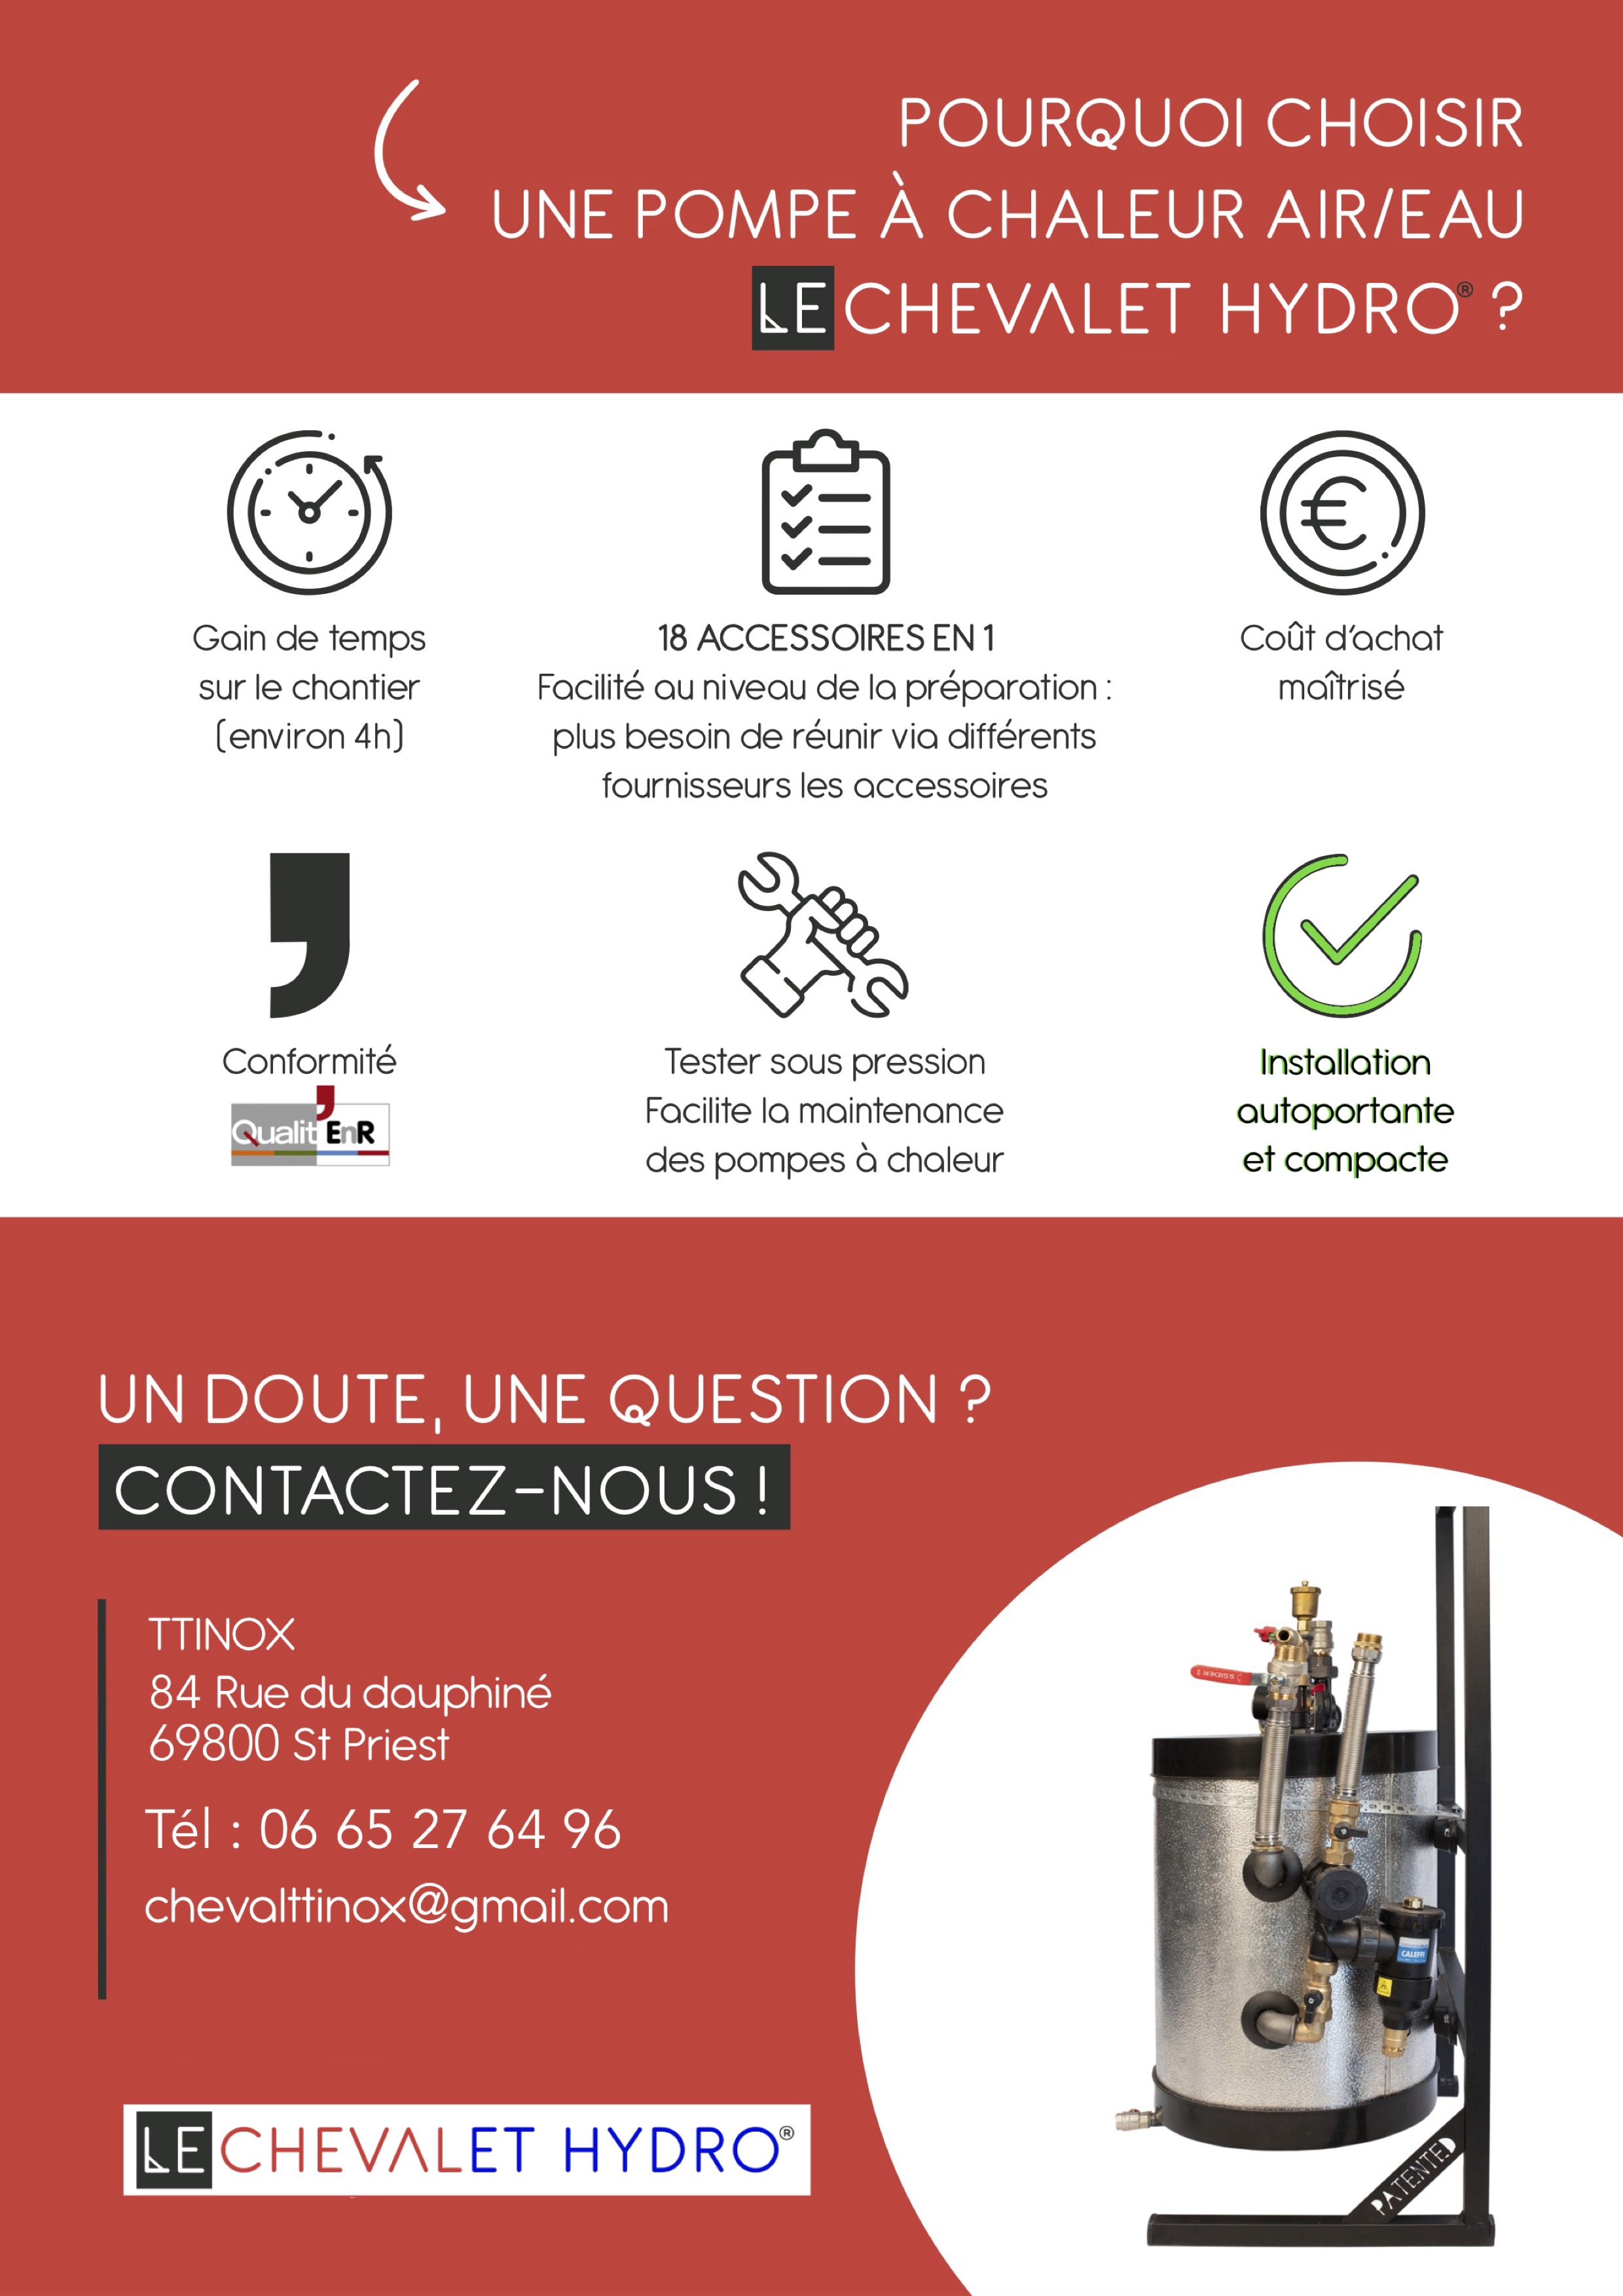 POURQUOI CHOISIR
UNE POMPE À CHALEUR AIR/EAU
LE CHEVALET HYDRO® ?
Gain de temps
sur le chantier
(environ 4h)
18 ACCESSOIRES EN 1
Facilité au niveau de la préparation :
plus besoin de réunir via différents
fournisseurs les accessoires
Coût d'achat
maîtrisé
Conformité
Qualit'EnR
Tester sous pression
Facilite la maintenance
des pompes à chaleur
Installation
autoportante
et compacte
UN DOUTE, UNE QUESTION ?
CONTACTEZ-NOUS !
TTINOX
84 Rue du dauphiné
69800 St Priest
Tél : 06 65 27 64 96
chevalttinox@gmail.com
CALEFFI
PATENTED
LE CHEVALET HYDRO®